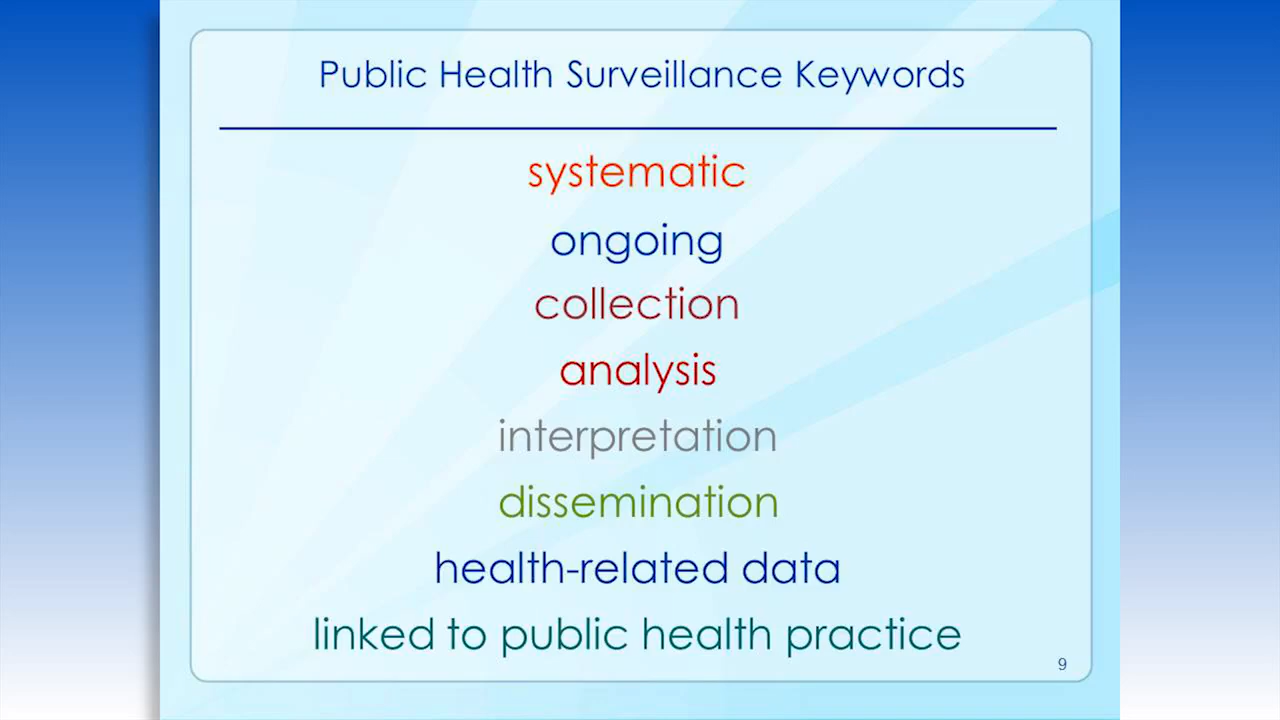 Public Health Surveillance Keywords
systematic
ongoing
collection
analysis
interpretation
dissemination
health-related data
linked to public health practice
9